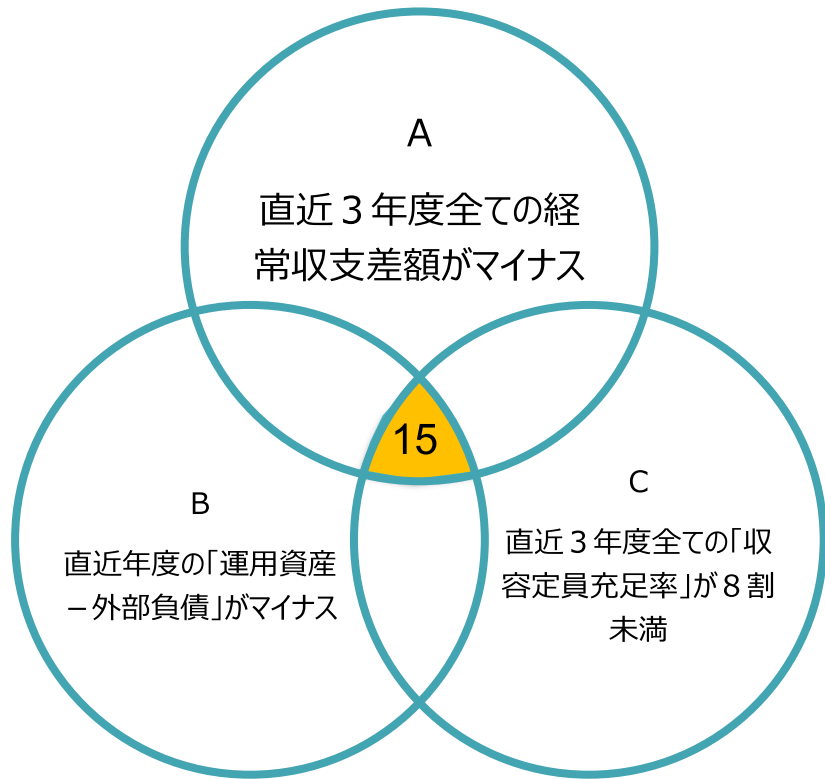 A
直近３年度全ての経
常収支差額がマイナス
15
B
直近年度の｢運用資産
－外部負債｣がマイナス
C
直近３年度全ての｢収
容定員充足率｣が８割
未満